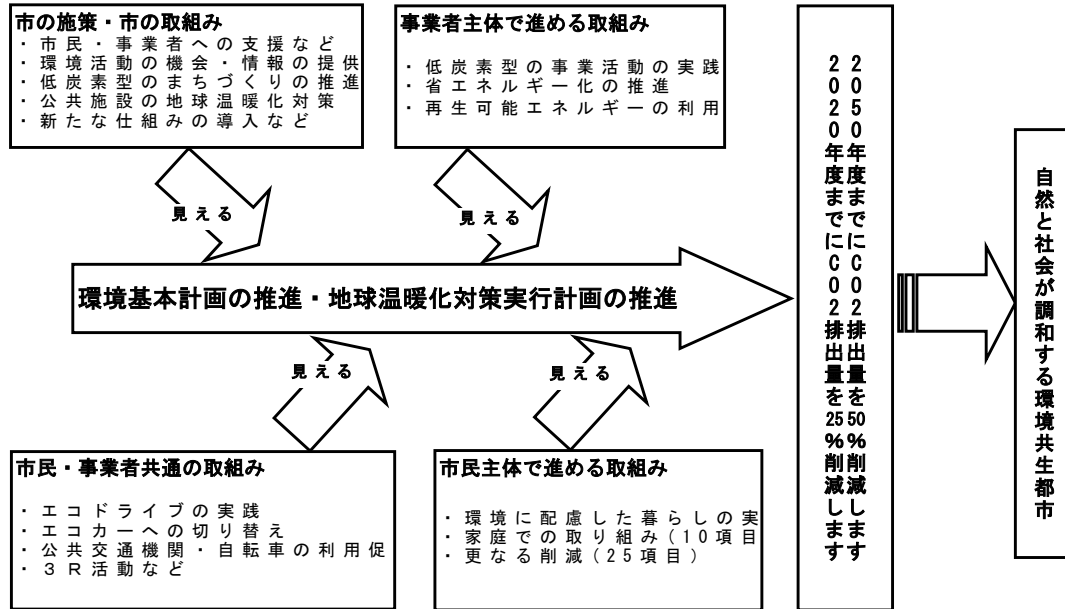 市の施策・市の取組み
・市民・事業者への支援など
・環境活動の機会・情報の提供
・低炭素型のまちづくりの推進
・公共施設の地球温暖化対策
・新たな仕組みの導入など
事業者主体で進める取組み
・低炭素型の事業活動の実践
・省エネルギー化の推進
・再生可能エネルギーの利用
見える
見える
環境基本計画の推進・地球温暖化対策実行計画の推進
見える
見える
市民・事業者共通の取組み
・エコドライブの実践
・エコカーへの切り替え
・公共交通機関・自転車の利用促
・３Ｒ活動など
市民主体で進める取組み
・環境に配慮した暮らしの実
・家庭での取り組み(10項目
・更なる削減(25項目)
2050年度までにCO2排出量を50%削減します
2020年度までにCO2排出量を25%削減します
自然と社会が調和する環境共生都市